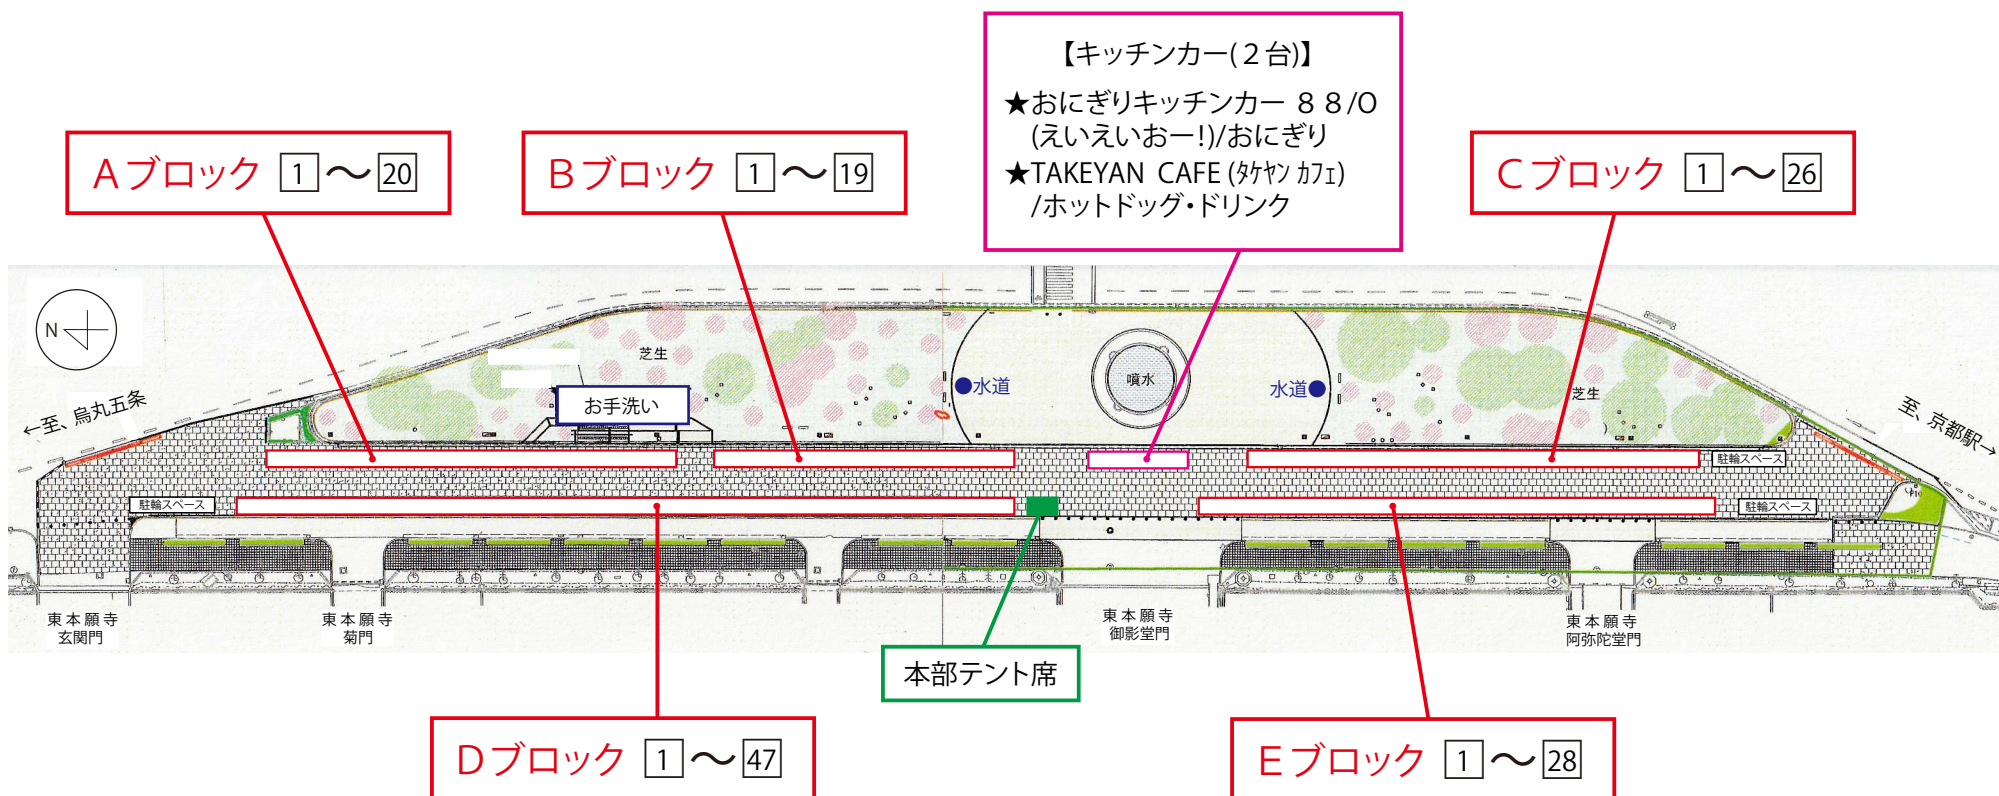 【キッチンカー(２台)】
★おにぎりキッチンカー ８８/O
(えいえいおー!)/おにぎり
★TAKEYAN CAFE (ﾀｹﾔﾝ ｶﾌｪ)
/ホットドッグ・ドリンク
Aブロック 1 ～ 20
Bブロック 1 ～ 19
Cブロック 1 ～ 26
N
芝生
お手洗い
水道
噴水
水道
芝生
←至、烏丸五条
至、京都駅→
駐輪スペース
駐輪スペース
駐輪スペース
東本願寺
玄関門
東本願寺
菊門
東本願寺
御影堂門
東本願寺
阿弥陀堂門
本部テント席
Dブロック 1 ～ 47
Eブロック 1 ～ 28